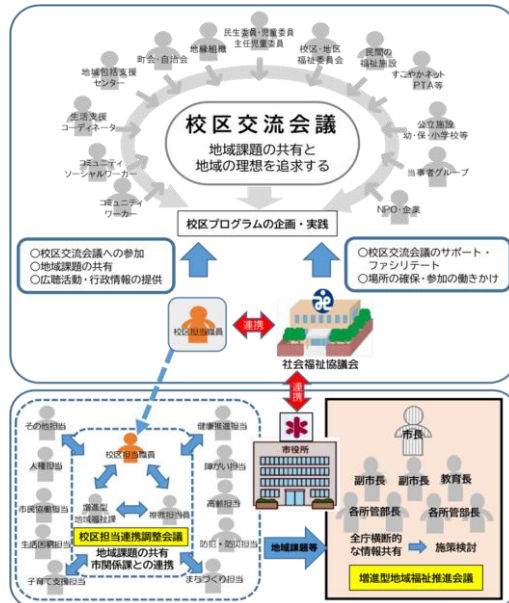 民生委員・児童委員
主任児童委員
地縁組織
校区・地区
福祉委員会
町会・自治会
民間の
福祉施設
地域包括支援
センター
すこやかネット
PTA等
生活支援
コーディネータ
公立施設
幼・保・小学校等
コミュニティ
ソーシャルワーカー
当事者グループ
コミュニティ
ワーカー
NPO・企業
校区交流会議
地域課題の共有と
地域の理想を追求する
校区プログラムの企画・実践
〇校区交流会議への参加
〇地域課題の共有
〇広聴活動・行政情報の提供
〇校区交流会議のサポート・
ファシリテート
〇場所の確保・参加の働きかけ
校区担当職員
連携
社会福祉協議会
連携
その他担当
健康推進担当
人権担当
校区担当職員
障がい担当
市民協働担当
増進型
地域福祉課
推進担当員
高齢担当
生活困窮担当
校区担当連携調整会議
防犯・防災担当
地域課題の共有
市関係課との連携
子育て支援担当
まちづくり担当
市役所
地域課題等
市長
副市長
副市長
教育長
各所管部長
各所管部長
全庁横断的
な情報共有
施策検討
増進型地域福祉推進会議